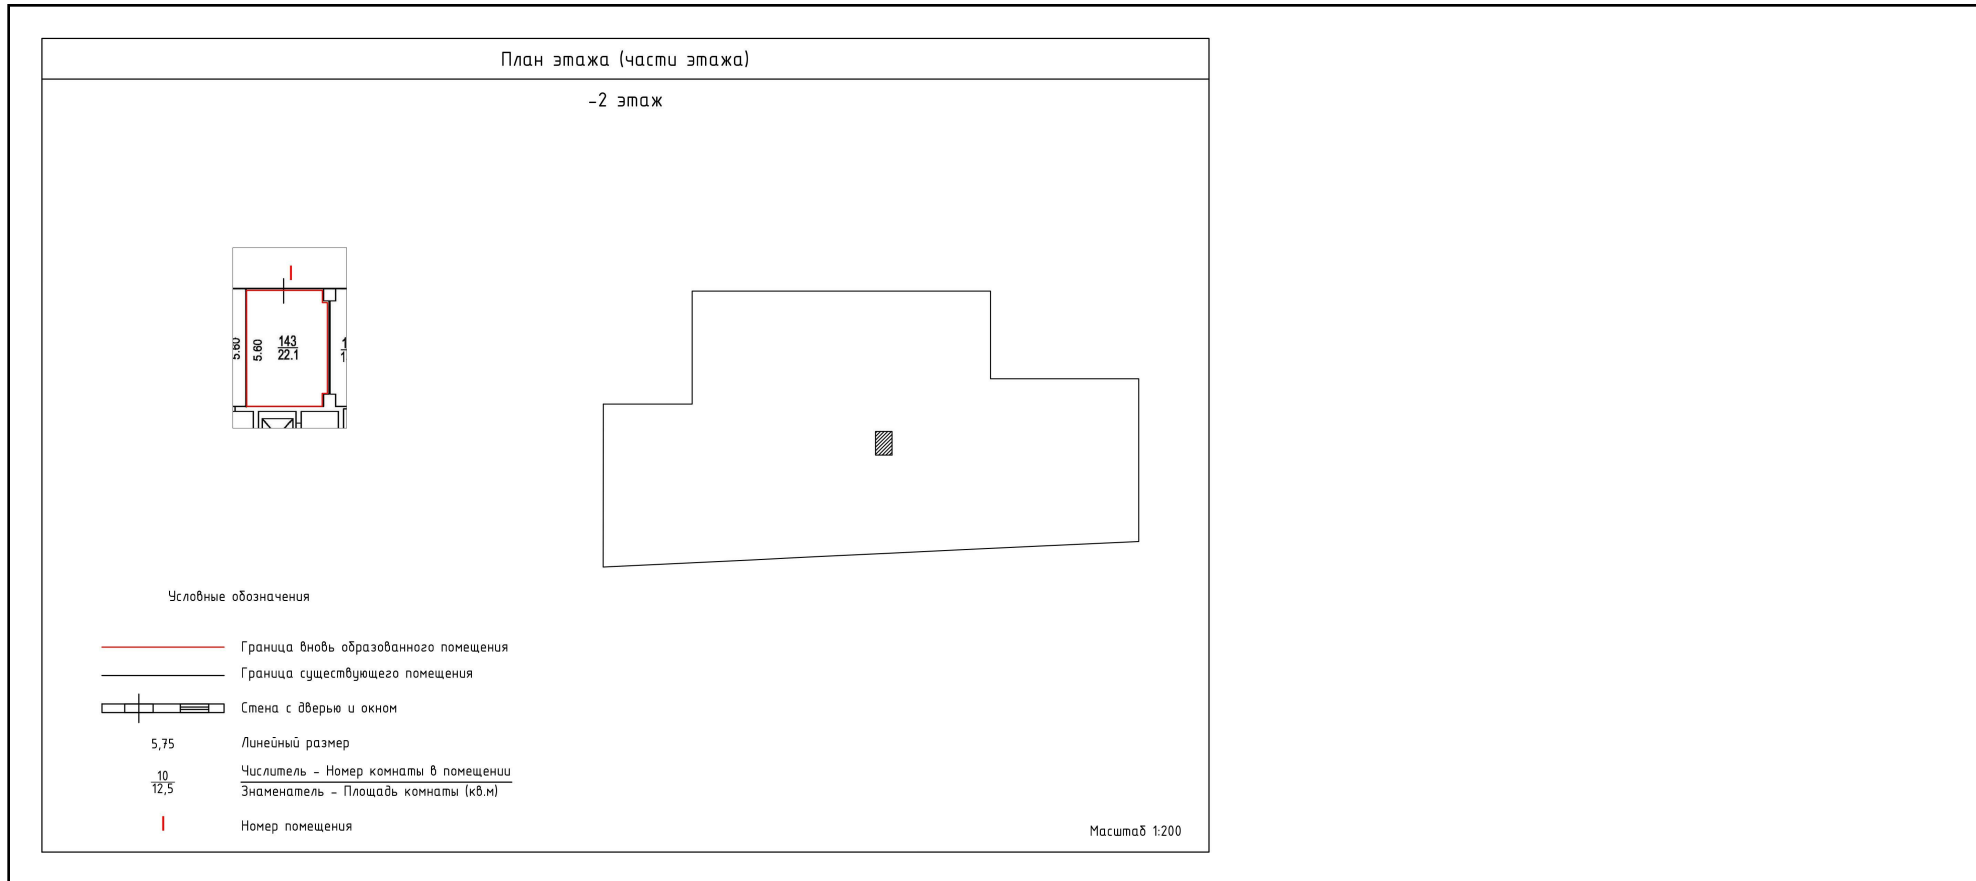 План этажа (части этажа)
-2 этаж
I
5.60
5.60
143
22.1
1
1
Условные обозначения
Граница вновь образованного помещения
Граница существующего помещения
Стена с дверью и окном
5,75 Линейный размер
10
12,5
Числитель - Номер комнаты в помещении
Знаменатель - Площадь комнаты (кв.м)
I Номер помещения
Масштаб 1:200